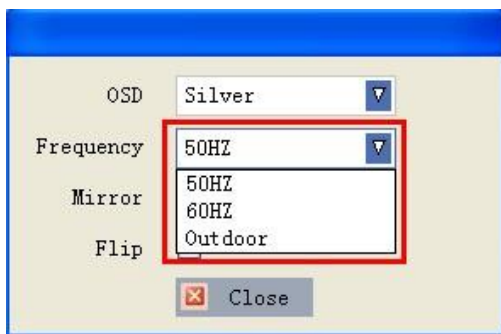 OSD Silver
Frequency 50HZ
50HZ
Mirror
60HZ
Outdoor
Flip
Close